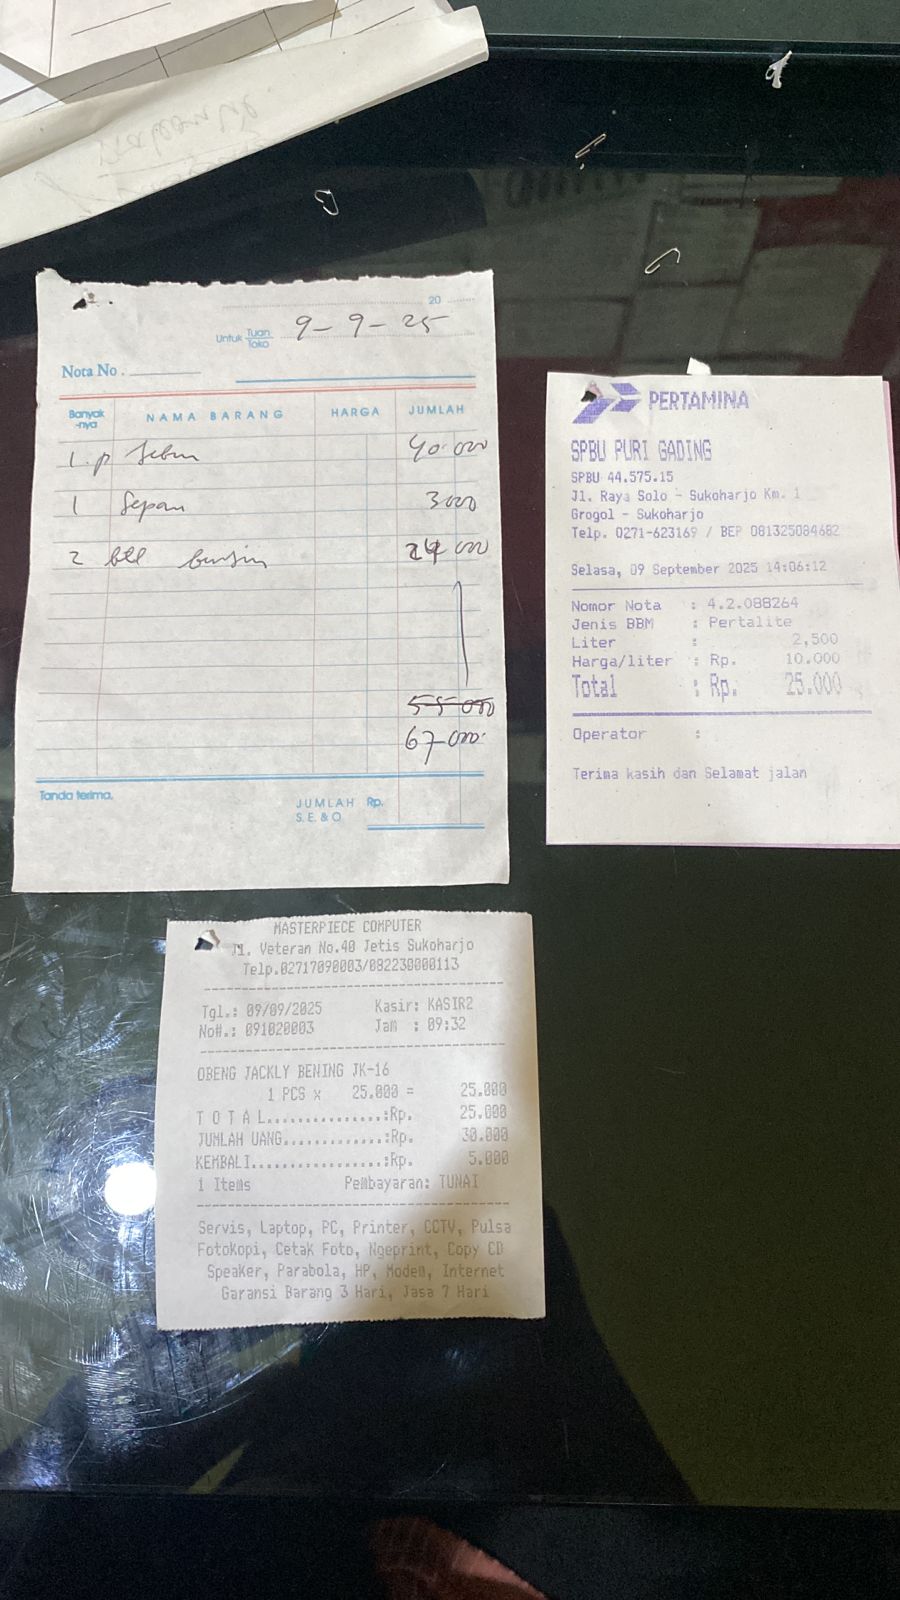 20
Untuk Tuan
Toko 9-9-25
Nota No.
Banyak
-nya NAMA BARANG HARGA JUMLAH
1 p 40.000
1 3000
2 btl bensin 24 000
55 000
67.000.
Tanda terima.
JUMLAH Rp.
S.E.&O
PERTAMINA
SPBU PURI GADING
SPBU 44.575.15
Jl. Raya Solo - Sukoharjo Km. 1
Grogol - Sukoharjo
Telp. 0271-623169 / BEP 081325084682
Selasa, 09 September 2025 14:06:12
Nomor Nota : 4.2.088264
Jenis BBM : Pertalite
Liter : 2,500
Harga/liter : Rp. 10.000
Total : Rp. 25.000
Operator :
Terima kasih dan Selamat jalan
MASTERPIECE COMPUTER
Jl. Veteran No.40 Jetis Sukoharjo
Telp.02717090003/082230000113
Tgl.: 09/09/2025 Kasir: KASIR2
No#.: 091020003 Jam : 09:32
OBENG JACKLY BENING JK-16
1 PCS x 25.000 = 25.000
T O T A L................:Rp. 25.000
JUMLAH UANG..............:Rp. 30.000
KEMBALI..................:Rp. 5.000
1 Items Pembayaran: TUNAI
Servis, Laptop, PC, Printer, CCTV, Pulsa
FotoKopi, Cetak Foto, Ngeprint, Copy CD
Speaker, Parabola, HP, Modem, Internet
Garansi Barang 3 Hari, Jasa 7 Hari